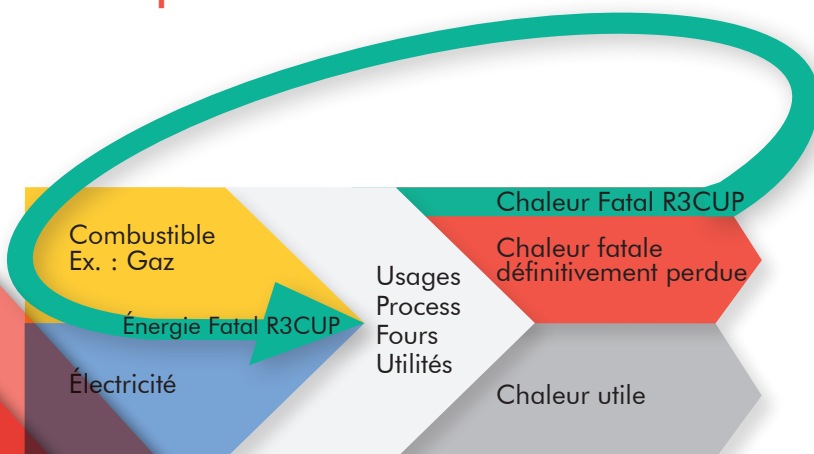 Chaleur Fatal R3CUP
Combustible
Ex. : Gaz
Chaleur fatale
définitivement perdue
Usages
Process
Fours
Utilités
Énergie Fatal R3CUP
Électricité
Chaleur utile